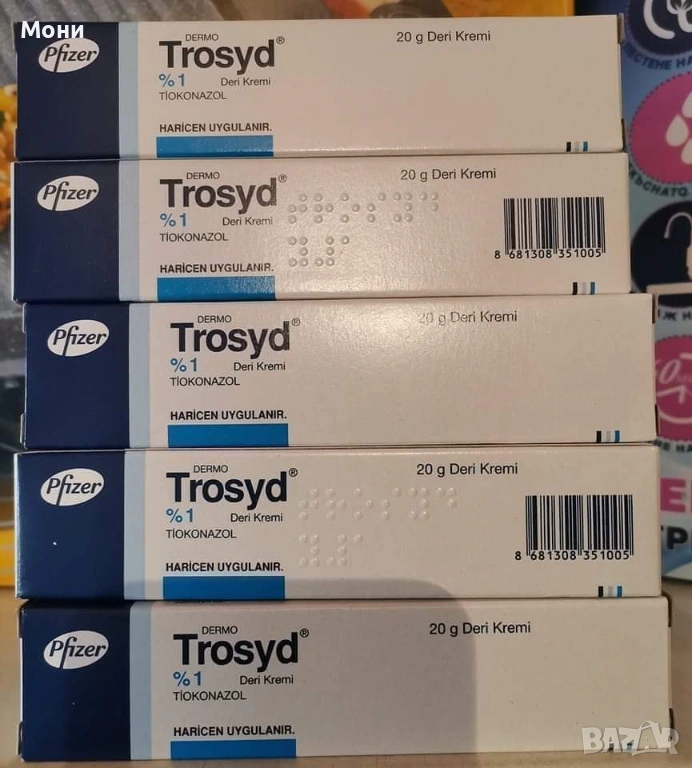 Мони
Pfizer
DERMO
Trosyd®
20 g Deri Kremi
%1 Deri Kremi
TİOKONAZOL
HARİCEN UYGULANIR.
Pfizer
DERMO
Trosyd®
20 g Deri Kremi
%1 Deri Kremi
TİOKONAZOL
HARİCEN UYGULANIR.
8 681308 351005
Pfizer
DERMO
Trosyd®
20 g Deri Kremi
%1 Deri Kremi
TİOKONAZOL
HARİCEN UYGULANIR.
Pfizer
DERMO
Trosyd®
20 g Deri Kremi
%1 Deri Kremi
TİOKONAZOL
HARİCEN UYGULANIR.
8 681308 351005
Pfizer
DERMO
Trosyd®
20 g Deri Kremi
%1 Deri Kremi
TİOKONAZOL
HARİCEN UYGULANIR.
BAZAR